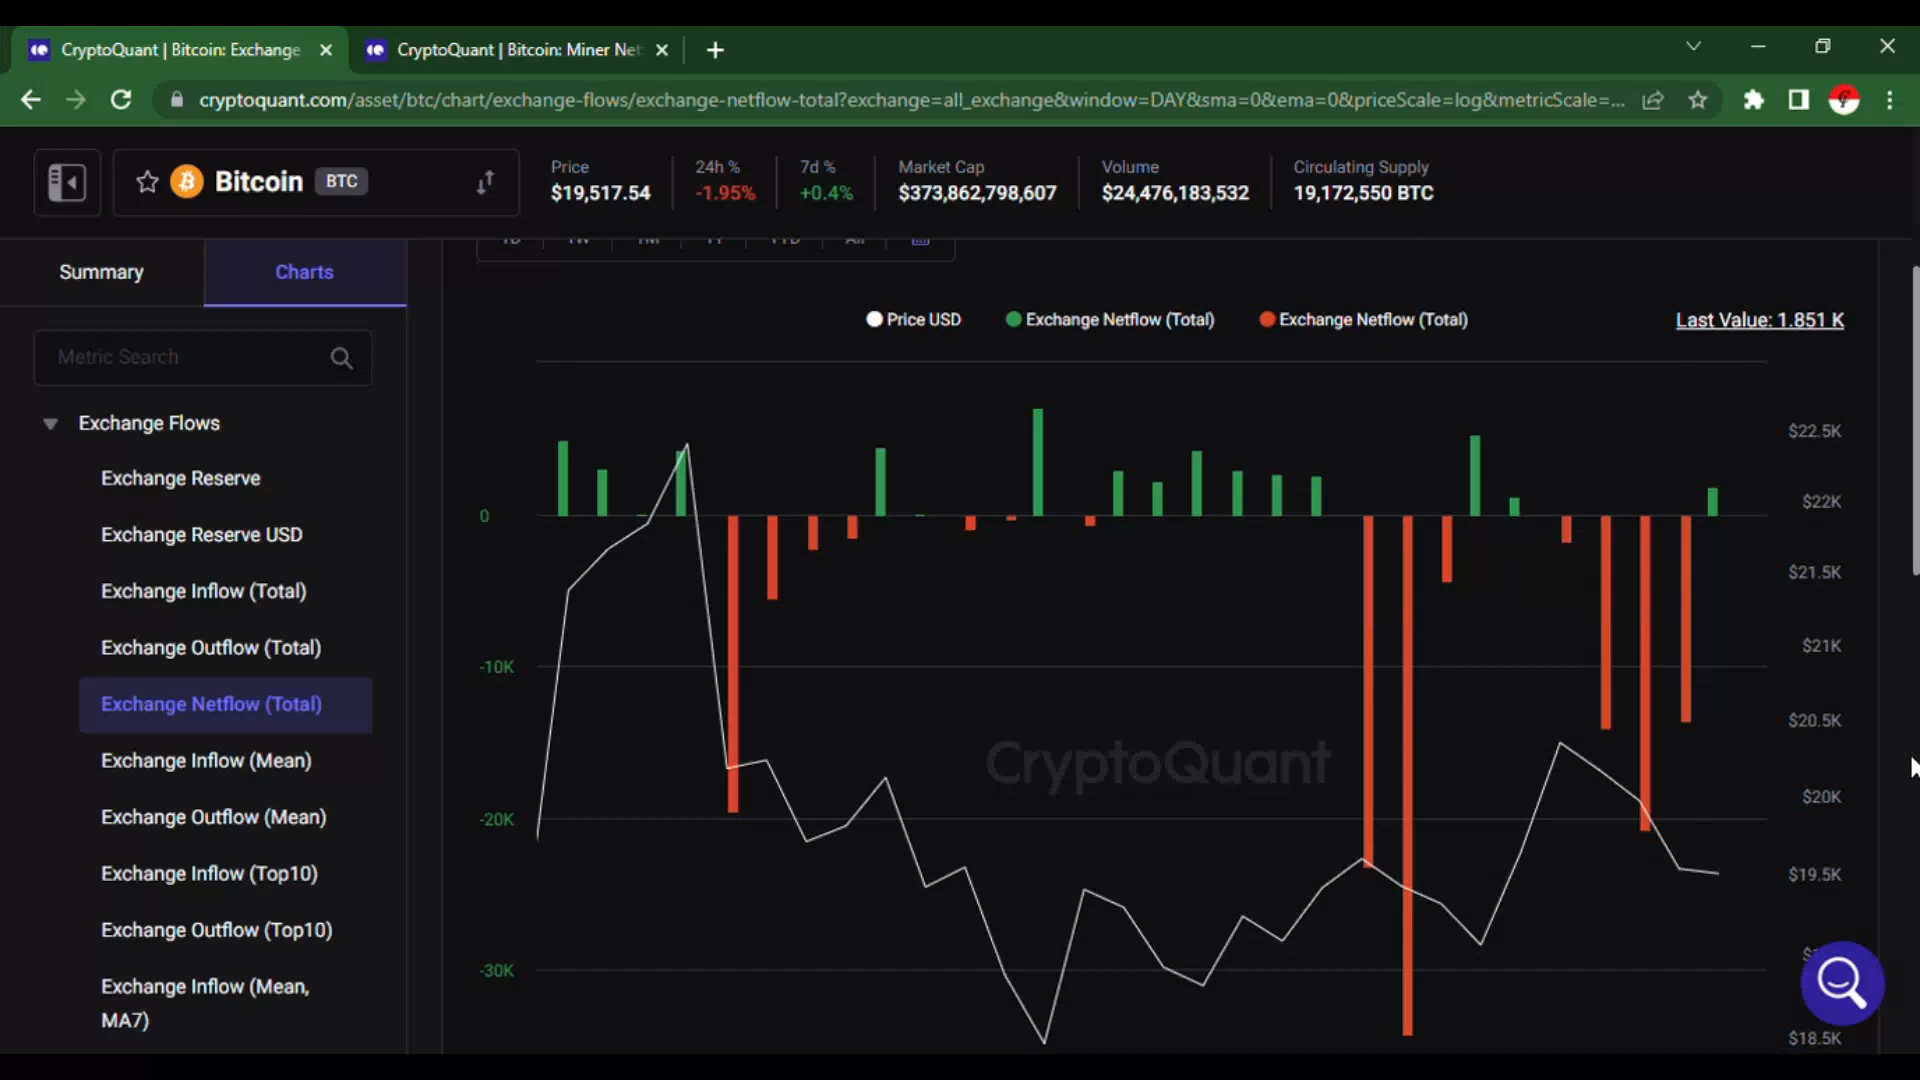 CryptoQuant | Bitcoin: Exchange
CryptoQuant | Bitcoin: Miner Net
cryptoquant.com/asset/btc/chart/exchange-flows/exchange-netflow-total?exchange=all_exchange&window=DAY&sma=0&ema=0&priceScale=log&metricScale=...
Bitcoin BTC
Price
$19,517.54
24h %
-1.95%
7d %
+0.4%
Market Cap
$373,862,798,607
Volume
$24,476,183,532
Circulating Supply
19,172,550 BTC
Summary
Charts
Metric Search
Exchange Flows
Exchange Reserve
Exchange Reserve USD
Exchange Inflow (Total)
Exchange Outflow (Total)
Exchange Netflow (Total)
Exchange Inflow (Mean)
Exchange Outflow (Mean)
Exchange Inflow (Top10)
Exchange Outflow (Top10)
Exchange Inflow (Mean,
MA7)
Price USD
Exchange Netflow (Total)
Exchange Netflow (Total)
Last Value: 1.851 K
0
-10K
-20K
-30K
$22.5K
$22K
$21.5K
$21K
$20.5K
$20K
$19.5K
$18.5K
CryptoQuant